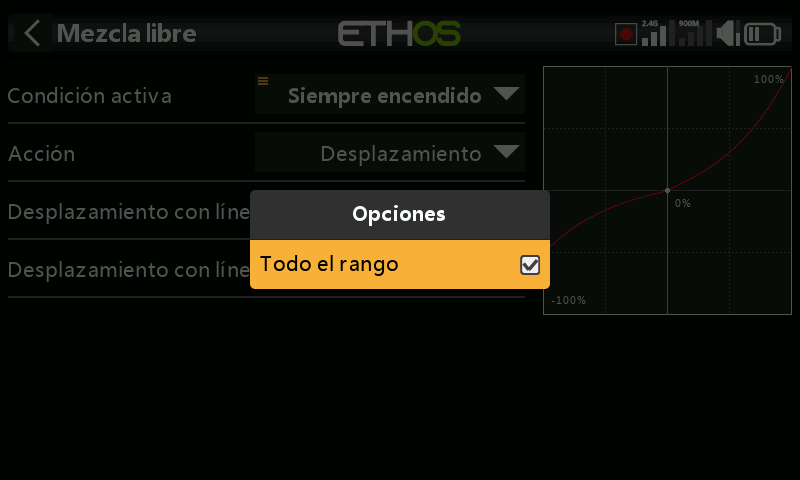 Mezcla libre
ETHOS
2.4G
900M
Condición activa
Siempre encendido
Acción
Desplazamiento
Desplazamiento con líne
Desplazamiento con líne
Opciones
Todo el rango
100%
0%
-100%